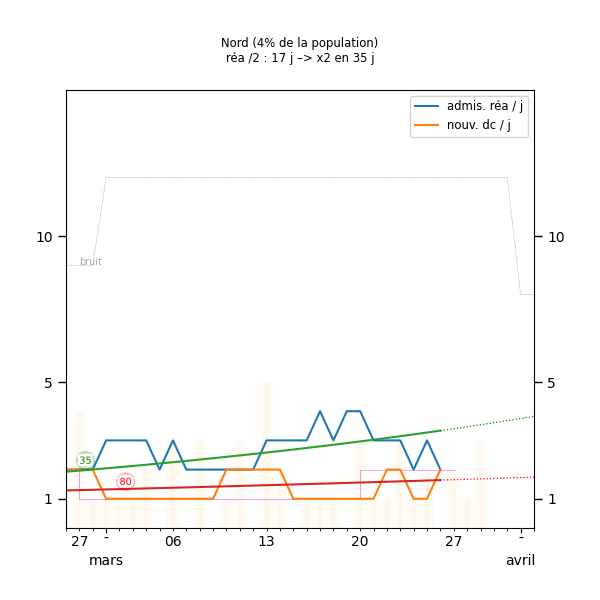 Nord (4% de la population)
réa /2 : 17 j –> x2 en 35 j
admis. réa / j
nouv. dc / j
10
10
bruit
5
5
35
80
1
1
27
-
06
13
20
27
-
mars
avril